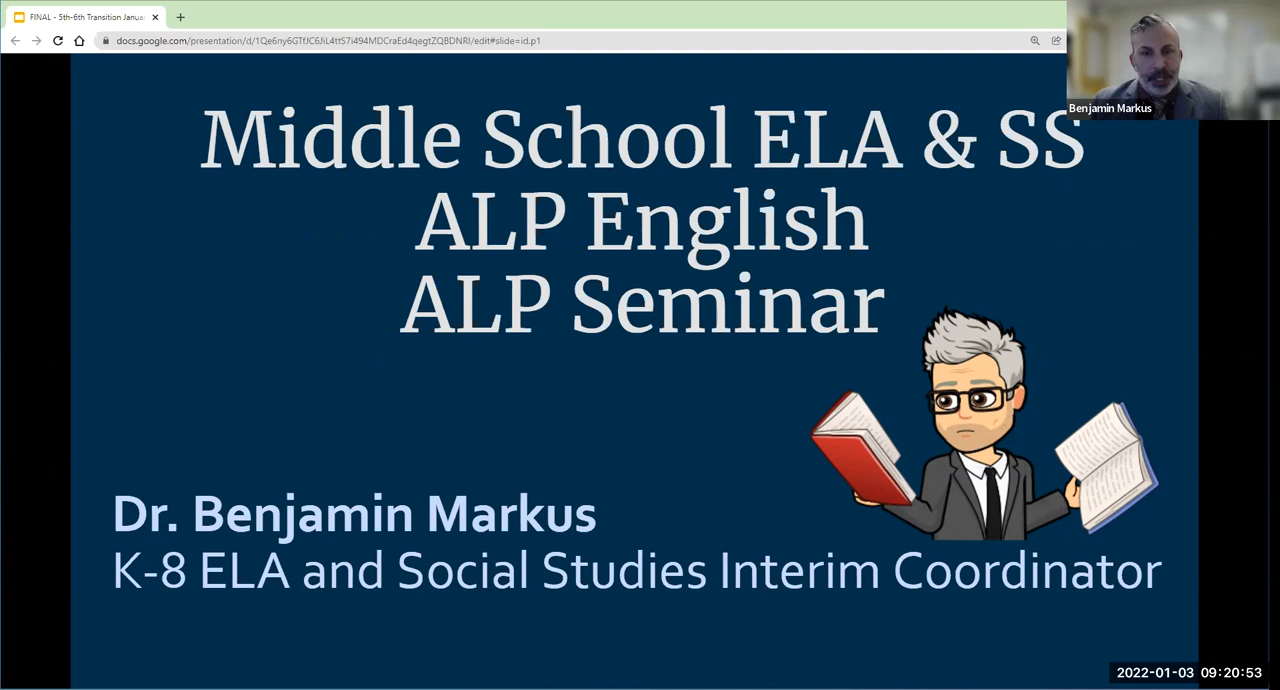 FINAL - 5th-6th Transition Janua
docs.google.com/presentation/d/1Qe6ny6GTfJC6JiL4ttS7i494MDCraEd4qegtZQBDNRI/edit#slide=id.p1
Benjamin Markus
Middle School ELA & SS
ALP English
ALP Seminar
Dr. Benjamin Markus
K-8 ELA and Social Studies Interim Coordinator
2022-01-03 09:20:53